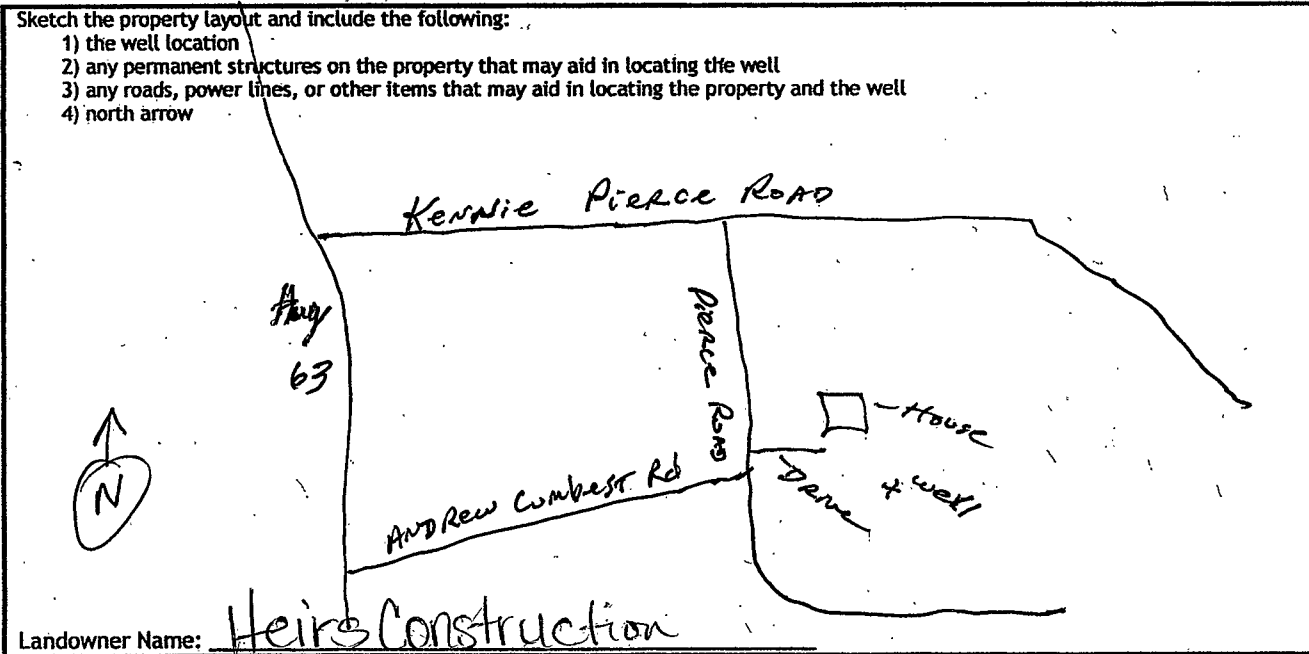 Sketch the property layout and include the following:
1) the well location
2) any permanent structures on the property that may aid in locating the well
3) any roads, power lines, or other items that may aid in locating the property and the well
4) north arrow
Kennie Pierce Road
Hwy
63
Pierce Road
House
N
Andrew Cumbest Rd
Drive
+ well
Landowner Name: Heirs Construction